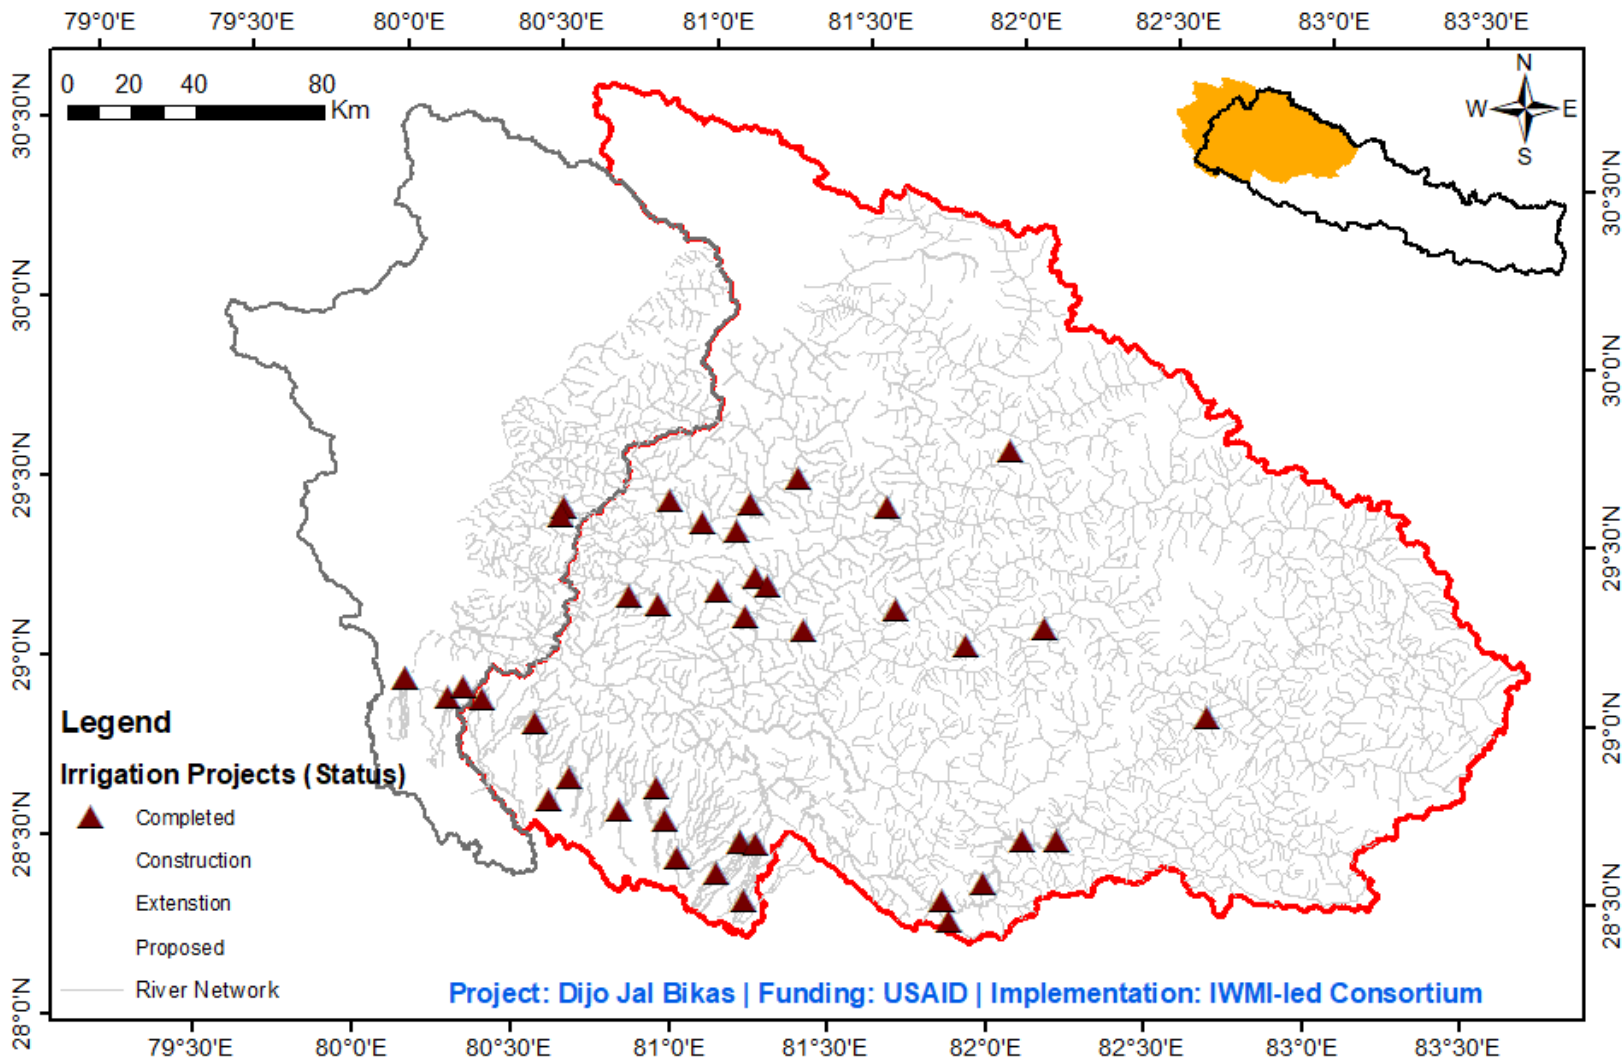 79°0'E 79°30'E 80°0'E 80°30'E 81°0'E 81°30'E 82°0'E 82°30'E 83°0'E 83°30'E
0 20 40 80
Km
N
W E
S
30°30'N
30°0'N
29°30'N
29°0'N
28°30'N
28°0'N
30°30'N
30°0'N
29°30'N
29°0'N
28°30'N
Legend
Irrigation Projects (Status)
Completed
Construction
Extenstion
Proposed
River Network
Project: Dijo Jal Bikas | Funding: USAID | Implementation: IWMI-led Consortium
79°30'E 80°0'E 80°30'E 81°0'E 81°30'E 82°0'E 82°30'E 83°0'E 83°30'E